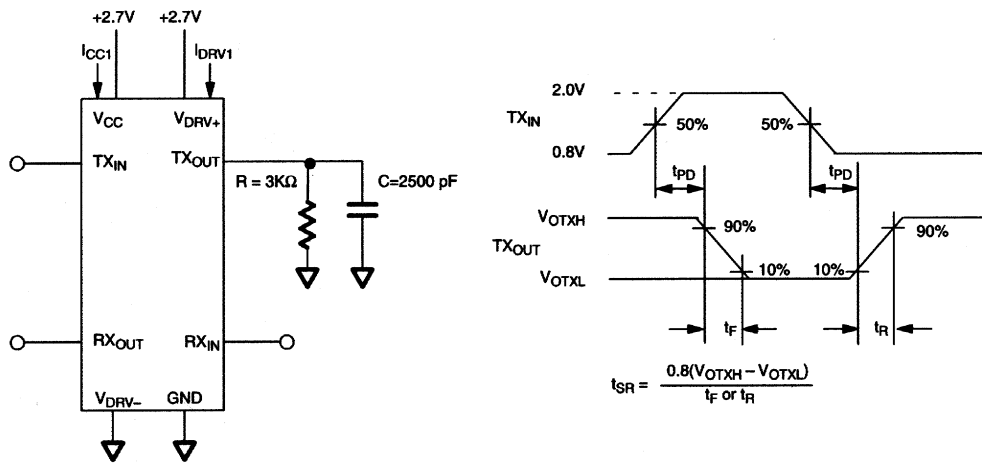 +2.7V +2.7V
ICC1 IDRV1
VCC VDRV+
TXIN TXOUT
R = 3KΩ C=2500 pF
RXOUT RXIN
VDRV– GND
2.0V
TXIN 50% 50%
0.8V
tPD tPD
VOTXH
90% 90%
TXOUT
10% 10%
VOTXL
tF tR
tSR = 0.8(VOTXH – VOTXL)
tF or tR